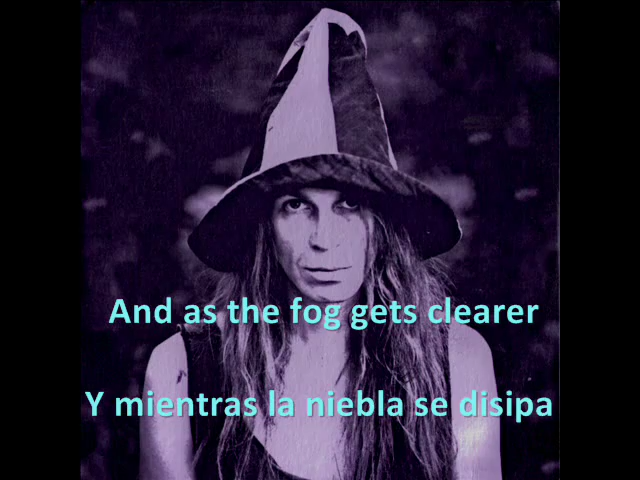 And as the fog gets clearer
Y mientras la niebla se disipa